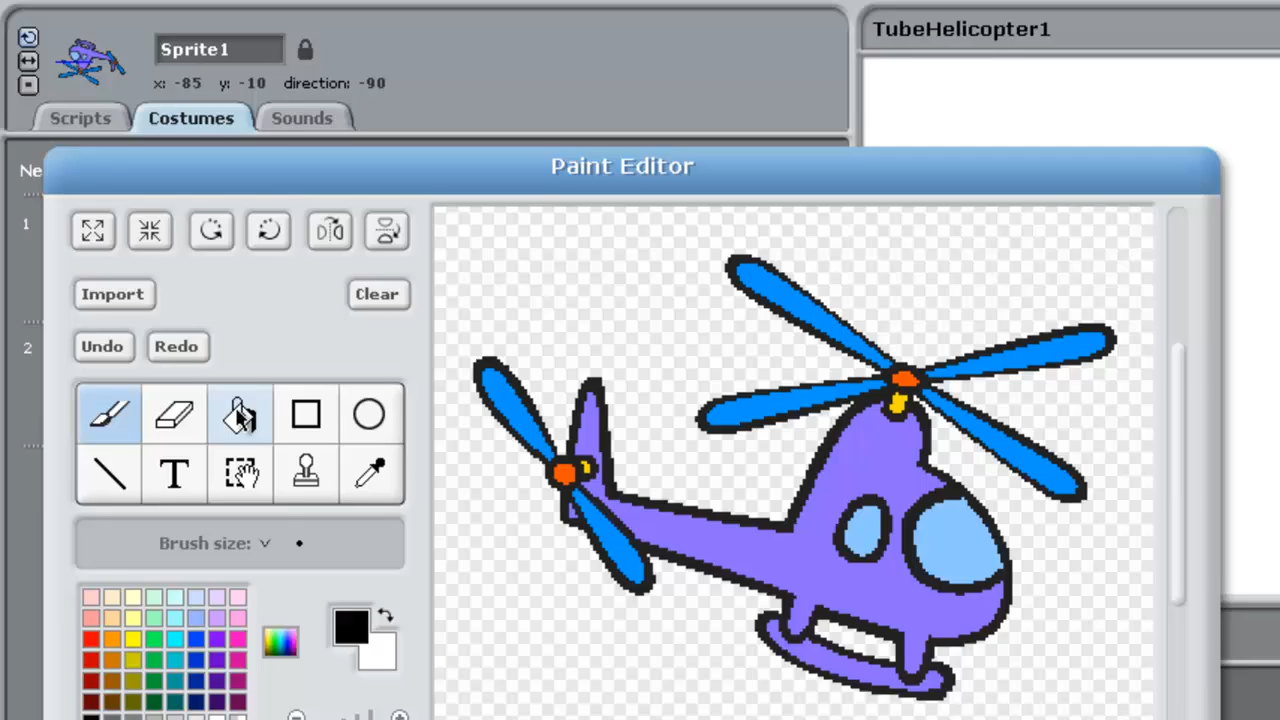 Sprite1
x: -85 y: -10 direction: -90
TubeHelicopter1
Scripts Costumes Sounds
Paint Editor
Ne
1
Import Clear
2
Undo Redo
T
Brush size: